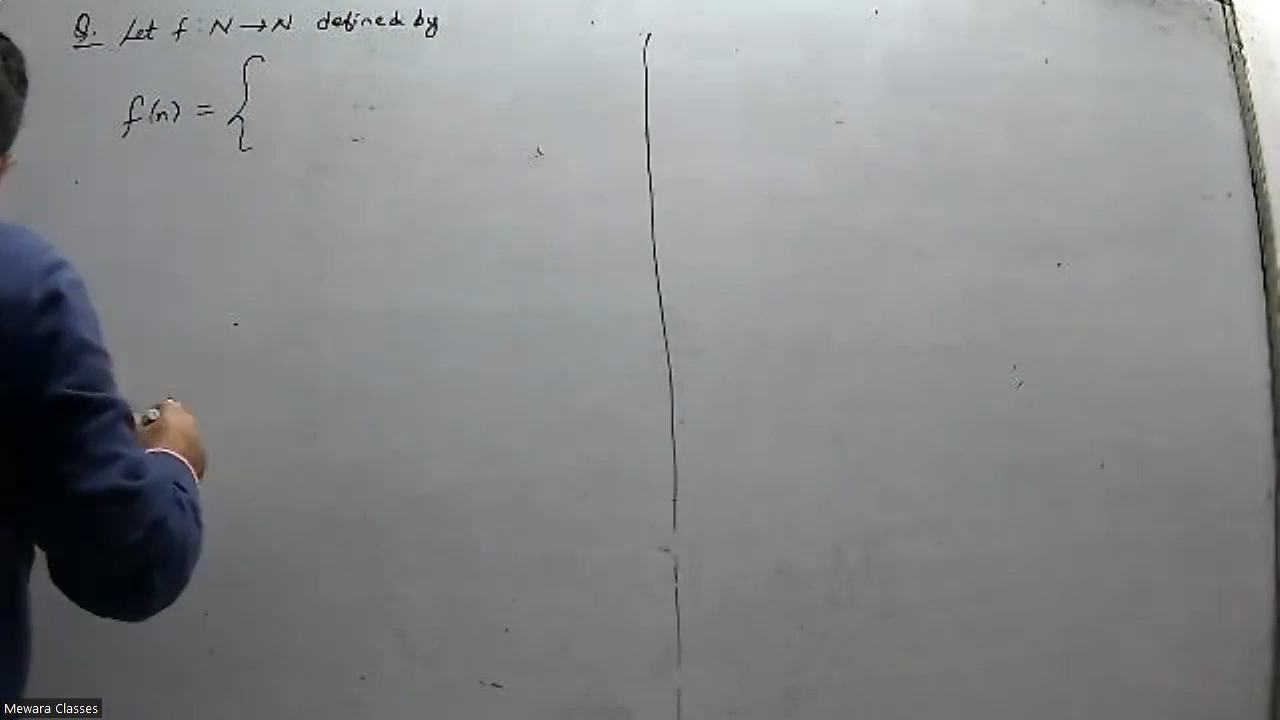 Q. Let f : N → N defined by
f(n) = {
Mewara Classes